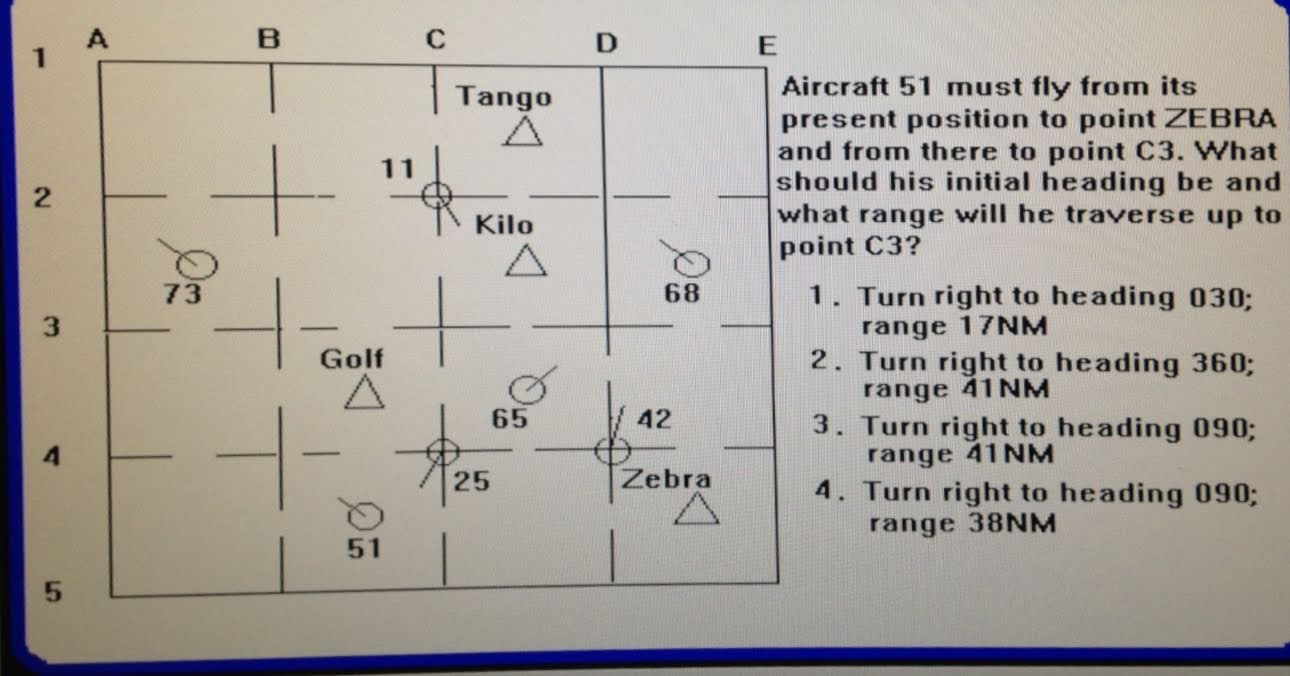 A B C D E
1
Tango
11
2
Kilo
73
68
3
Golf
65
42
4
25
Zebra
51
5
Aircraft 51 must fly from its
present position to point ZEBRA
and from there to point C3. What
should his initial heading be and
what range will he traverse up to
point C3?
1. Turn right to heading 030;
range 17NM
2. Turn right to heading 360;
range 41NM
3. Turn right to heading 090;
range 41NM
4. Turn right to heading 090;
range 38NM